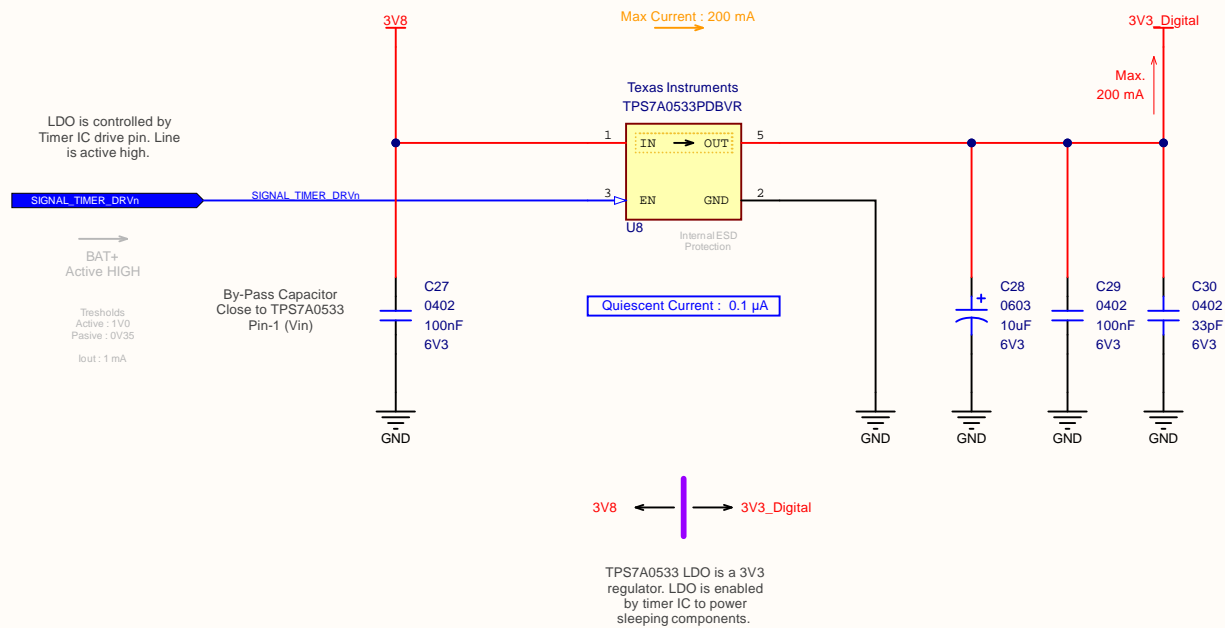 3V8
Max Current : 200 mA
3V3_Digital
Max.
200 mA
Texas Instruments
TPS7A0533PDBVR
LDO is controlled by
Timer IC drive pin. Line
is active high.
1
IN
OUT
5
SIGNAL_TIMER_DRVn
SIGNAL_TIMER_DRVn
3
EN
GND
2
U8
Internal ESD
Protection
BAT+
Active HIGH
Tresholds
Active : 1V0
Pasive : 0V35
Iout : 1 mA
By-Pass Capacitor
Close to TPS7A0533
Pin-1 (Vin)
C27
0402
100nF
6V3
Quiescent Current : 0.1 µA
+
C28
0603
10uF
6V3
C29
0402
100nF
6V3
C30
0402
33pF
6V3
GND
GND
GND
GND
GND
3V8
3V3_Digital
TPS7A0533 LDO is a 3V3
regulator. LDO is enabled
by timer IC to power
sleeping components.